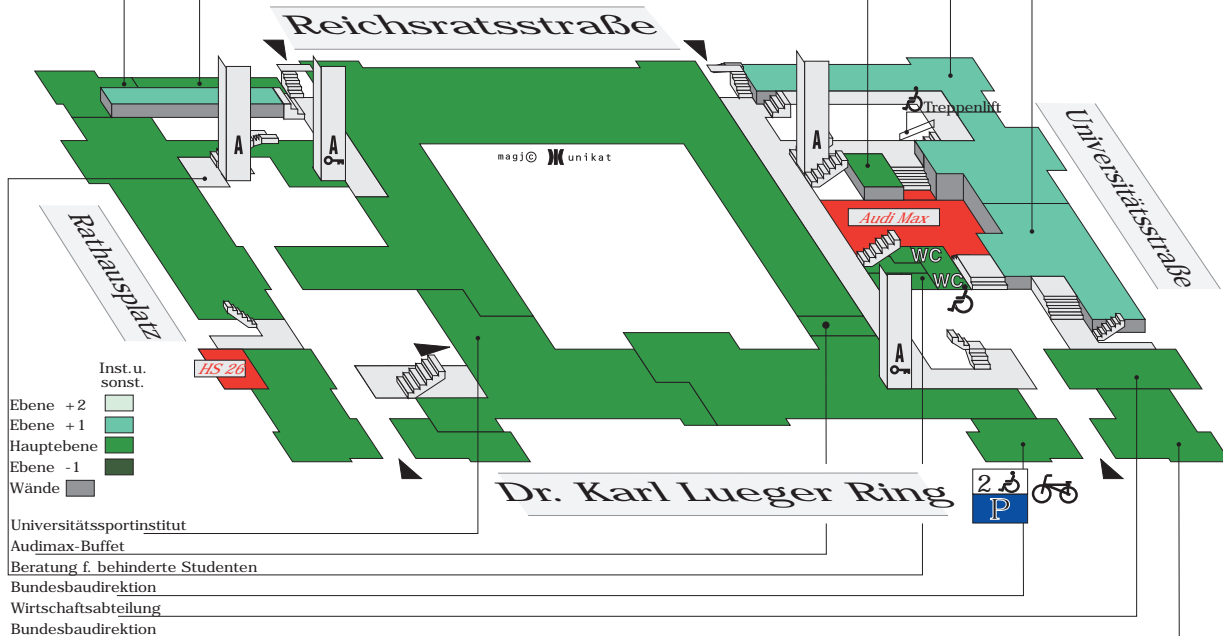 Reichsratsstraße
A
A
A
Treppenlift
Universitätsstraße
magj© unikat
Audi Max
Rathausplatz
WC
WC
A
HS 26
Inst.u.
sonst.
Ebene +2
Ebene +1
Hauptebene
Ebene -1
Wände
Dr. Karl Lueger Ring
2
P
Universitätssportinstitut
Audimax-Buffet
Beratung f. behinderte Studenten
Bundesbaudirektion
Wirtschaftsabteilung
Bundesbaudirektion